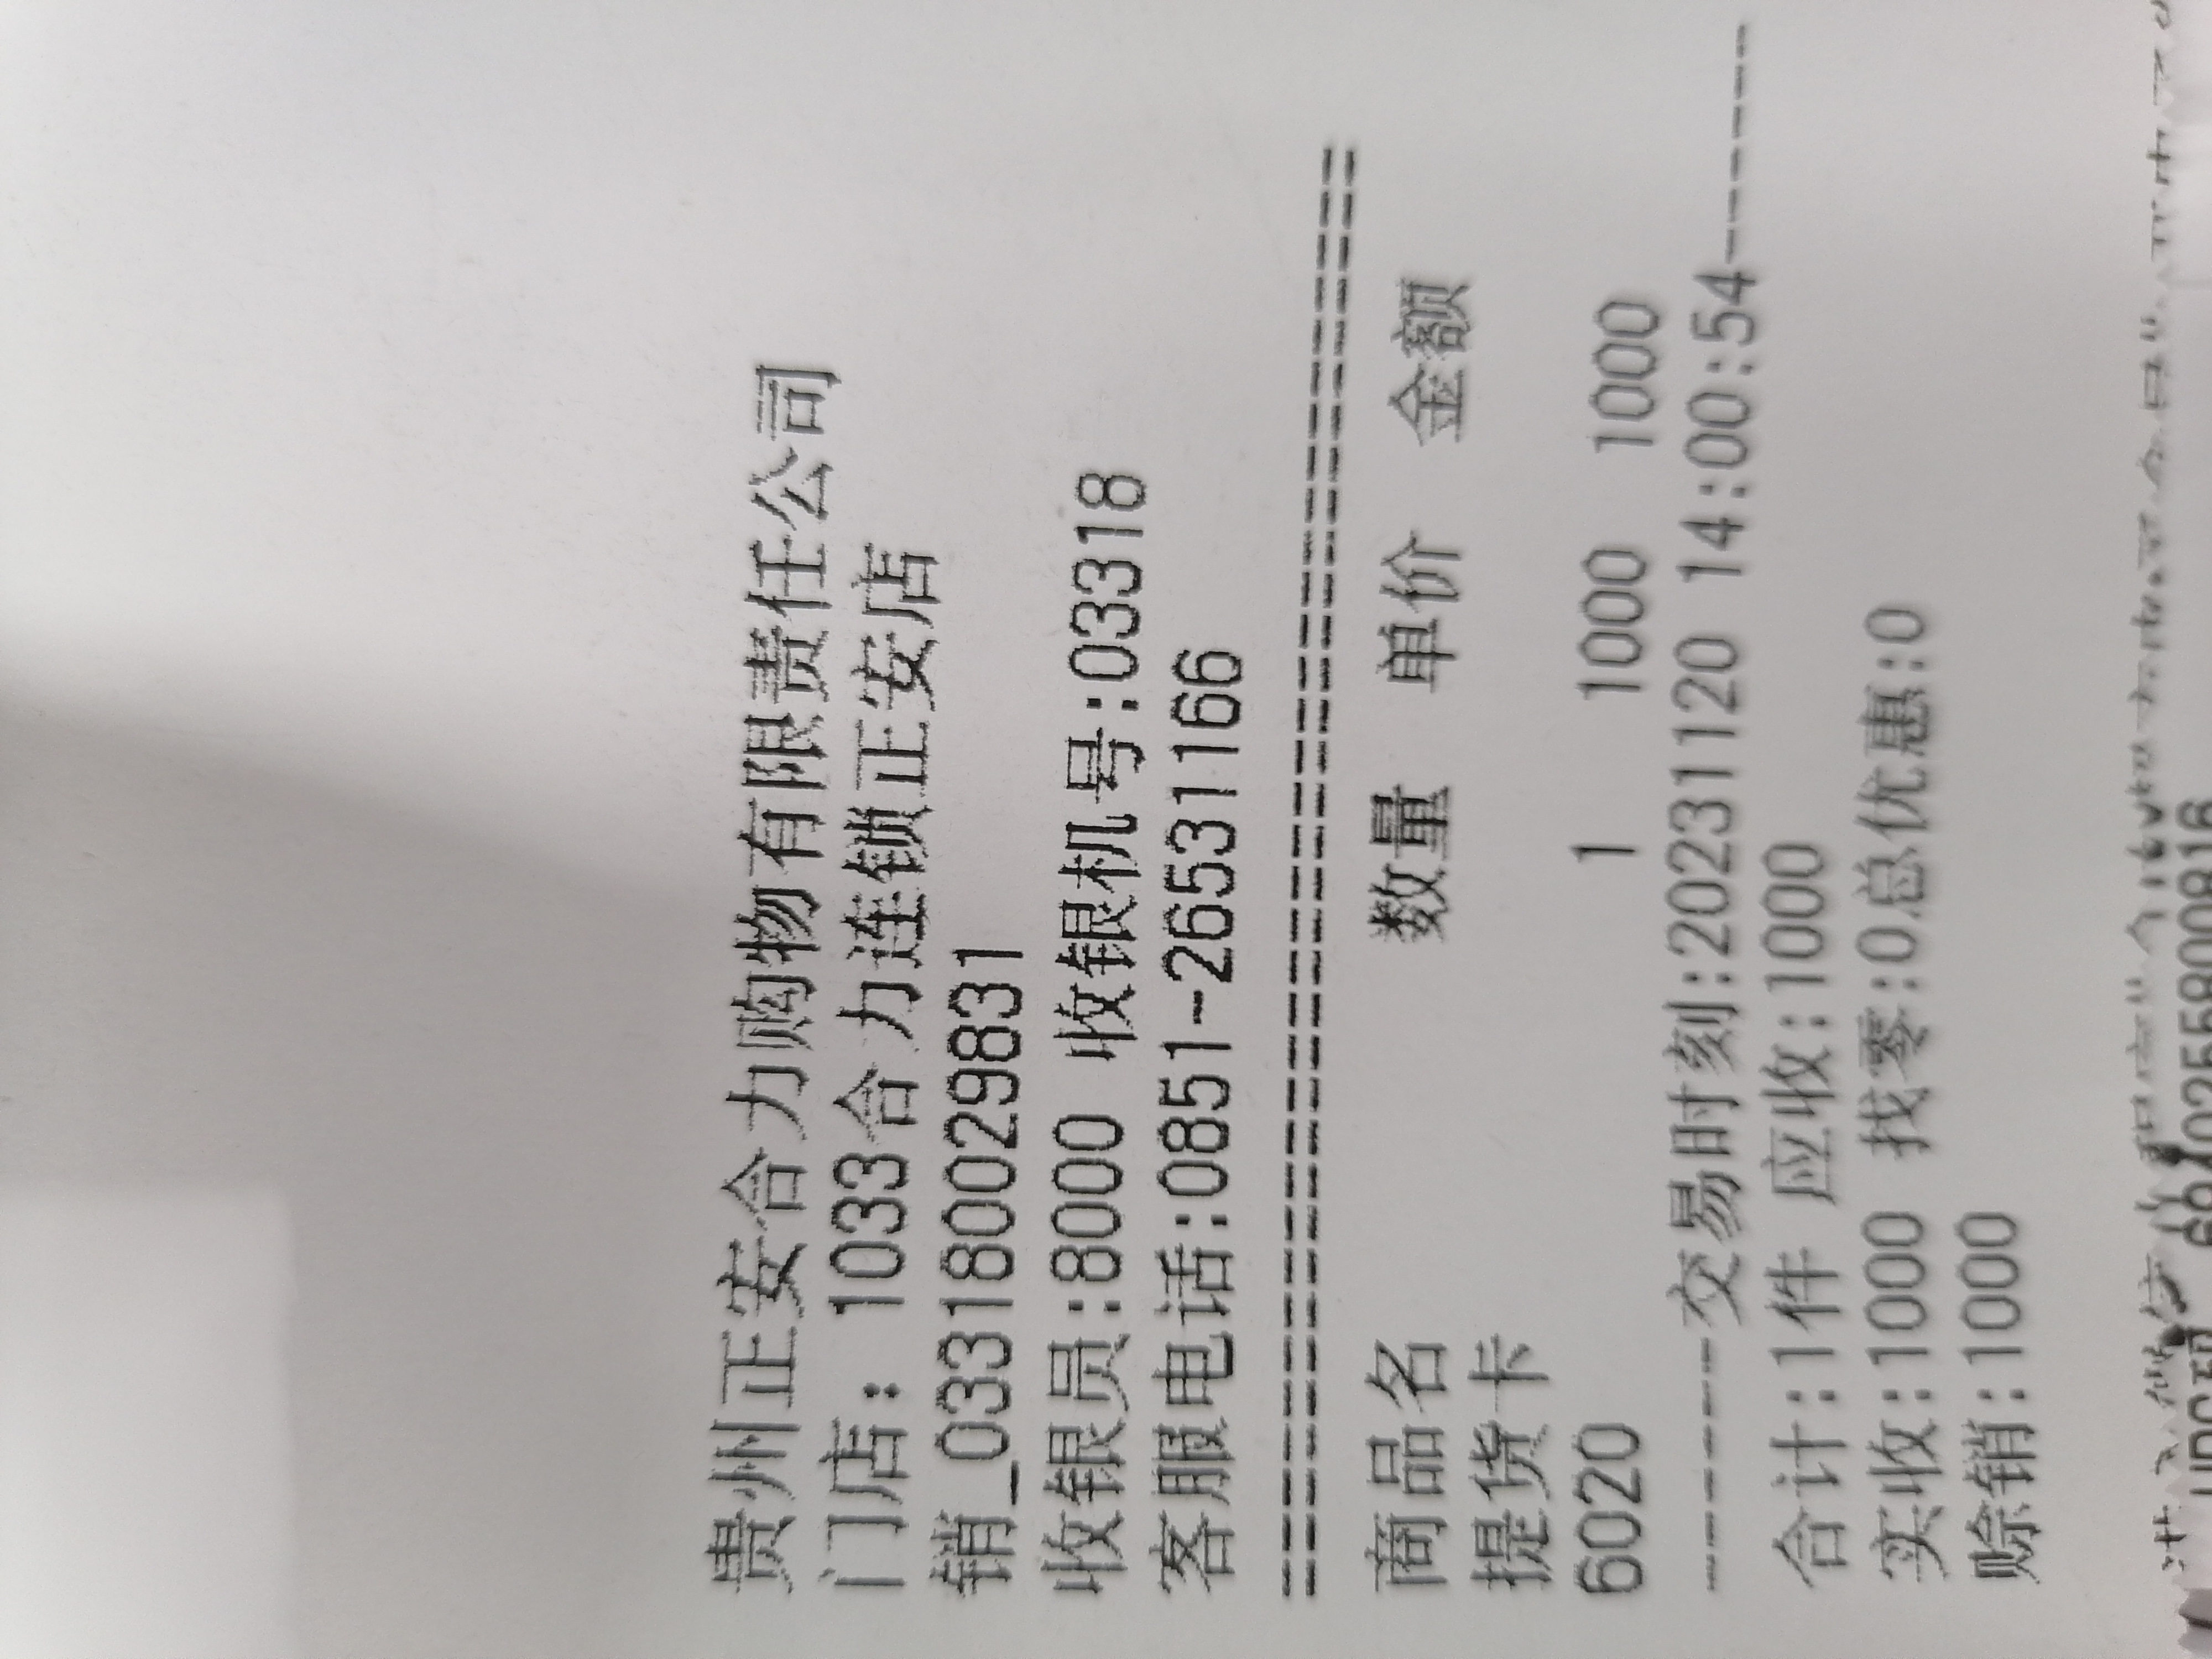 贵州正安合力购物有限责任公司
门店: 1033合力连锁正安店
销_033180029831
收银员:8000 收银机号:03318
客服电话:0851-26531166
================================
商品名 数量 单价 金额
提货卡
6020 1 1000 1000
-------交易时刻:20231120 14:00:54-------
合计:1件 应收:1000
实收:1000 找零:0总优惠:0
赊销:1000